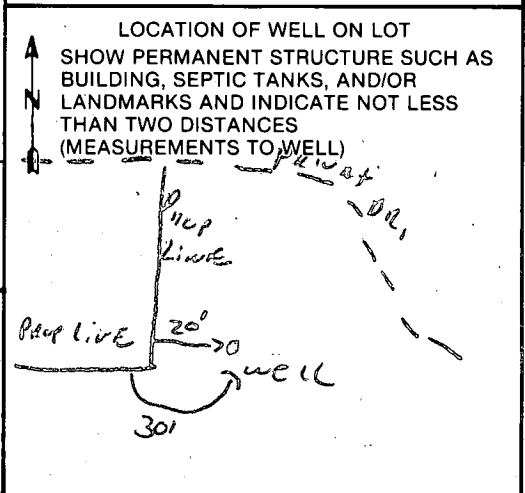 LOCATION OF WELL ON LOT
SHOW PERMANENT STRUCTURE SUCH AS
BUILDING, SEPTIC TANKS, AND/OR
N LANDMARKS AND INDICATE NOT LESS
THAN TWO DISTANCES
(MEASUREMENTS TO WELL)
DR,
LINE
PROP LINE
20'
WELL
30'